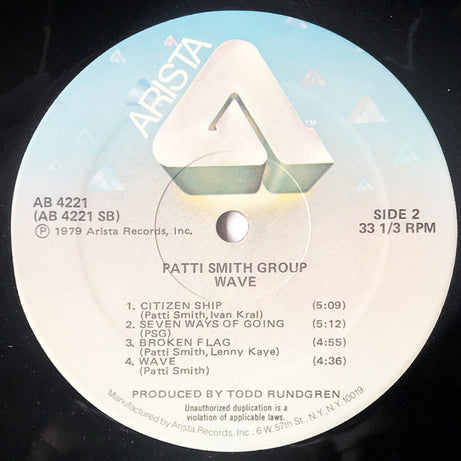 ARISTA
TM
AB 4221
(AB 4221 SB)
Ⓟ 1979 Arista Records, Inc.
SIDE 2
33 1/3 RPM
PATTI SMITH GROUP
WAVE
1. CITIZEN SHIP (5:09)
(Patti Smith, Ivan Kral)
2. SEVEN WAYS OF GOING (5:12)
(PSG)
3. BROKEN FLAG (4:55)
(Patti Smith, Lenny Kaye)
4. WAVE (4:36)
(Patti Smith)
PRODUCED BY TODD RUNDGREN
Unauthorized duplication is a
violation of applicable laws.
Manufactured by Arista Records, Inc. 6 W. 57th St., N.Y., N.Y. 10019